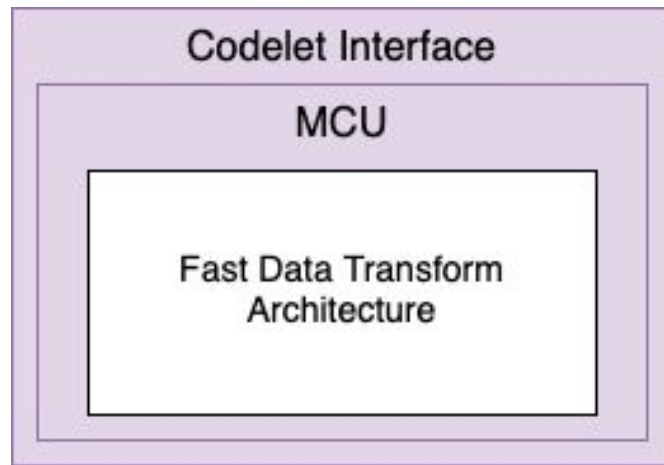 Codelet Interface
MCU
Fast Data Transform
Architecture